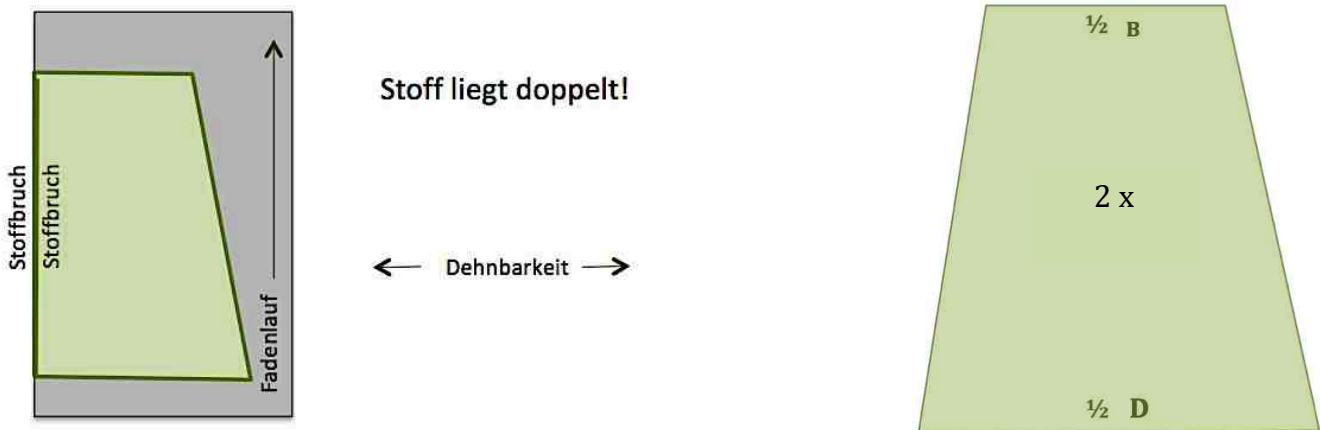 Stoffbruch
Stoffbruch
Fadenlauf
Stoff liegt doppelt!
Dehnbarkeit
½ B
2 x
½ D